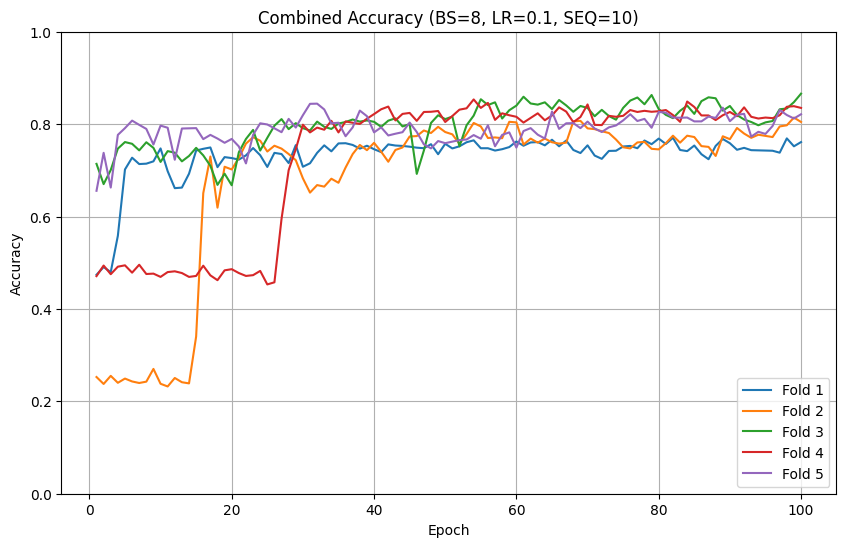 Combined Accuracy (BS=8, LR=0.1, SEQ=10)
1.0
0.8
0.6
0.4
0.2
0.0
Accuracy
0 20 40 60 80 100
Epoch
Fold 1
Fold 2
Fold 3
Fold 4
Fold 5